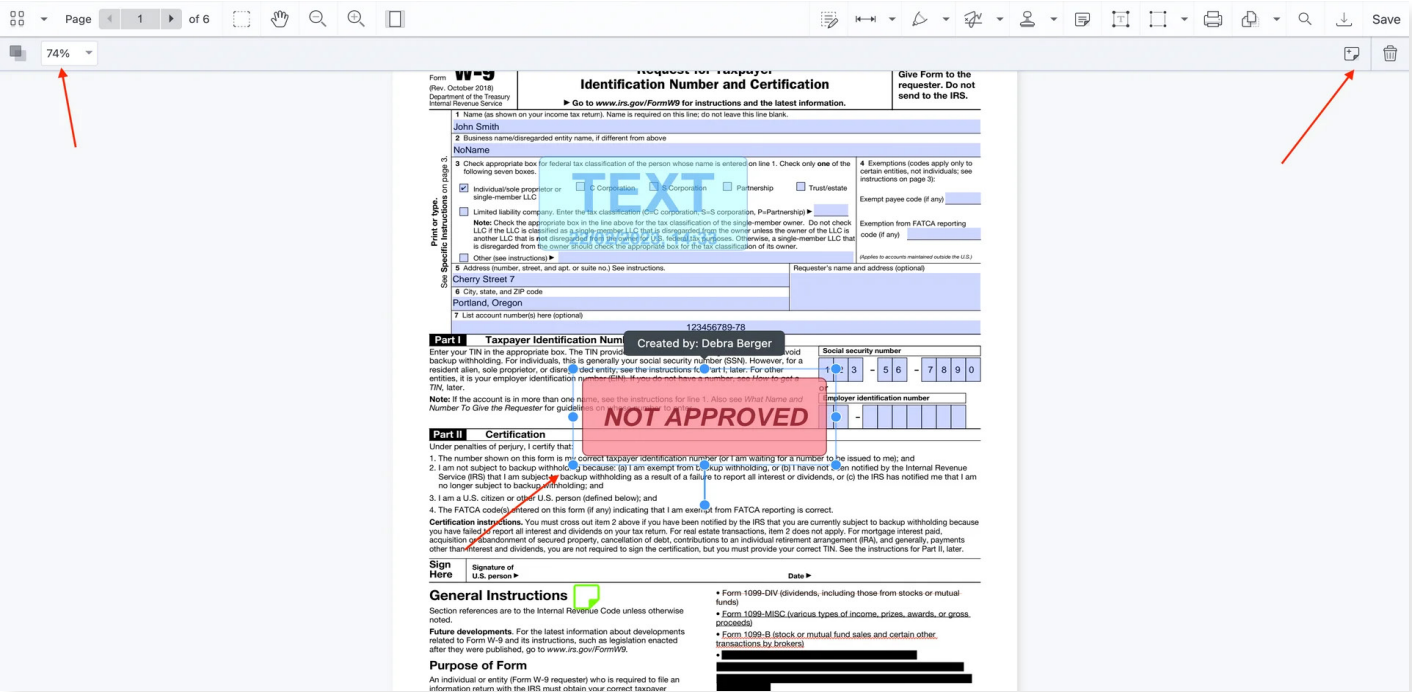 Page 1 of 6 Save
74%
Form W-9
(Rev. October 2018)
Department of the Treasury
Internal Revenue Service
Request for Taxpayer
Identification Number and Certification
▶ Go to www.irs.gov/FormW9 for instructions and the latest information.
Give Form to the
requester. Do not
send to the IRS.
Print or type.
See Specific Instructions on page 3.
1 Name (as shown on your income tax return). Name is required on this line; do not leave this line blank.
John Smith
2 Business name/disregarded entity name, if different from above
NoName
3 Check appropriate box for federal tax classification of the person whose name is entered on line 1. Check only one of the
following seven boxes.
Individual/sole proprietor or
single-member LLC
C Corporation
S Corporation
Partnership
Trust/estate
TEXT
Limited liability company. Enter the tax classification (C=C corporation, S=S corporation, P=Partnership) ▶
Note: Check the appropriate box in the line above for the tax classification of the single-member owner. Do not check
LLC if the LLC is classified as a single-member LLC that is disregarded from the owner unless the owner of the LLC is
another LLC that is not disregarded from the owner for U.S. federal tax purposes. Otherwise, a single-member LLC that
is disregarded from the owner should check the appropriate box for the tax classification of its owner.
Other (see instructions) ▶
4 Exemptions (codes apply only to
certain entities, not individuals; see
instructions on page 3):
Exempt payee code (if any)
Exemption from FATCA reporting
code (if any)
(Applies to accounts maintained outside the U.S.)
5 Address (number, street, and apt. or suite no.) See instructions.
Cherry Street 7
Requester's name and address (optional)
6 City, state, and ZIP code
Portland, Oregon
7 List account number(s) here (optional)
123456789-78
Part I Taxpayer Identification Num
Created by: Debra Berger
Enter your TIN in the appropriate box. The TIN provide avoid
backup withholding. For individuals, this is generally your social security number (SSN). However, for a
resident alien, sole proprietor, or disregarded entity, see the instructions for Part I, later. For other
entities, it is your employer identification number (EIN). If you do not have a number, see How to get a
TIN, later.
Note: If the account is in more than one name, see the instructions for line 1. Also see What Name and
Number To Give the Requester for guidelines on whose number to enter.
Social security number
1 2 3 – 5 6 – 7 8 9 0
or
Employer identification number
–
NOT APPROVED
Part II Certification
Under penalties of perjury, I certify that:
1. The number shown on this form is my correct taxpayer identification number (or I am waiting for a number to be issued to me); and
2. I am not subject to backup withholding because: (a) I am exempt from backup withholding, or (b) I have not been notified by the Internal Revenue
Service (IRS) that I am subject to backup withholding as a result of a failure to report all interest or dividends, or (c) the IRS has notified me that I am
no longer subject to backup withholding; and
3. I am a U.S. citizen or other U.S. person (defined below); and
4. The FATCA code(s) entered on this form (if any) indicating that I am exempt from FATCA reporting is correct.
Certification instructions. You must cross out item 2 above if you have been notified by the IRS that you are currently subject to backup withholding because
you have failed to report all interest and dividends on your tax return. For real estate transactions, item 2 does not apply. For mortgage interest paid,
acquisition or abandonment of secured property, cancellation of debt, contributions to an individual retirement arrangement (IRA), and generally, payments
other than interest and dividends, you are not required to sign the certification, but you must provide your correct TIN. See the instructions for Part II, later.
Sign
Here
Signature of
U.S. person ▶
Date ▶
General Instructions
Section references are to the Internal Revenue Code unless otherwise
noted.
Future developments. For the latest information about developments
related to Form W-9 and its instructions, such as legislation enacted
after they were published, go to www.irs.gov/FormW9.
Purpose of Form
An individual or entity (Form W-9 requester) who is required to file an
information return with the IRS must obtain your correct taxpayer
• Form 1099-DIV (dividends, including those from stocks or mutual
funds)
• Form 1099-MISC (various types of income, prizes, awards, or gross
proceeds)
• Form 1099-B (stock or mutual fund sales and certain other
transactions by brokers)
•